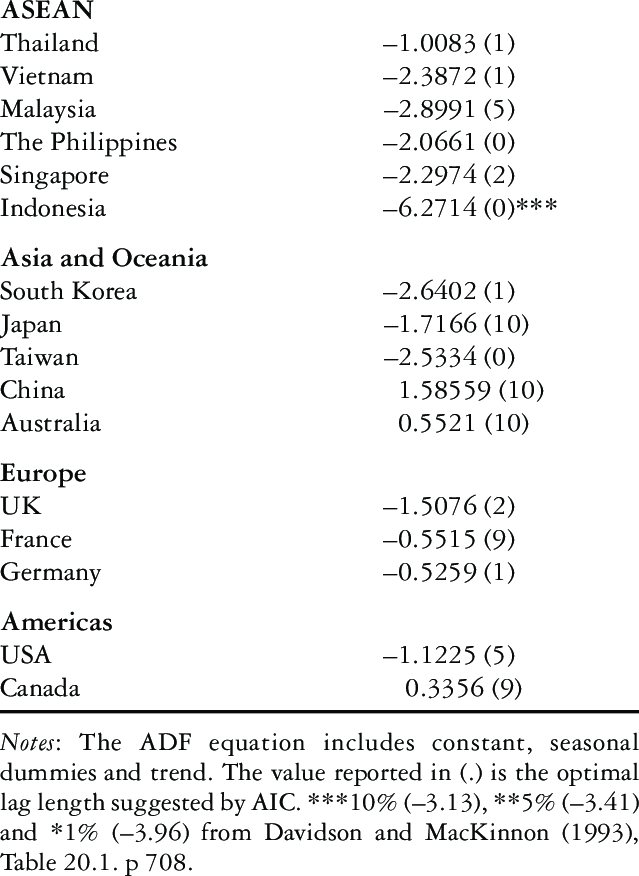 ASEAN
Thailand –1.0083 (1)
Vietnam –2.3872 (1)
Malaysia –2.8991 (5)
The Philippines –2.0661 (0)
Singapore –2.2974 (2)
Indonesia –6.2714 (0)***
Asia and Oceania
South Korea –2.6402 (1)
Japan –1.7166 (10)
Taiwan –2.5334 (0)
China 1.58559 (10)
Australia 0.5521 (10)
Europe
UK –1.5076 (2)
France –0.5515 (9)
Germany –0.5259 (1)
Americas
USA –1.1225 (5)
Canada 0.3356 (9)
Notes: The ADF equation includes constant, seasonal
dummies and trend. The value reported in (.) is the optimal
lag length suggested by AIC. ***10% (–3.13), **5% (–3.41)
and *1% (–3.96) from Davidson and MacKinnon (1993),
Table 20.1. p 708.